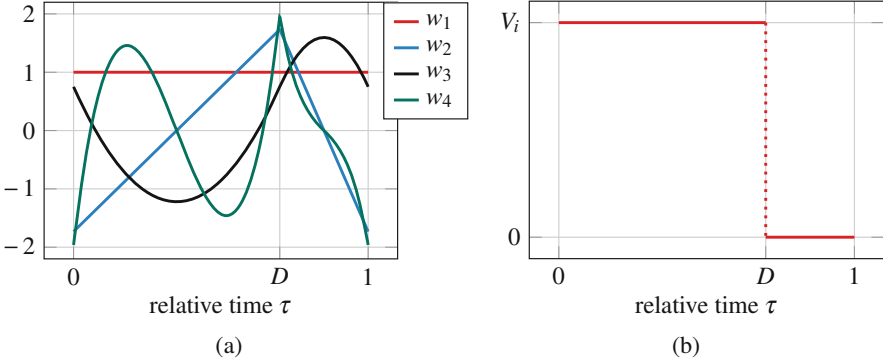 2
1
0
−1
−2
0
D
1
relative time τ
w₁
w₂
w₃
w₄
(a)
Vᵢ
0
0
D
1
relative time τ
(b)